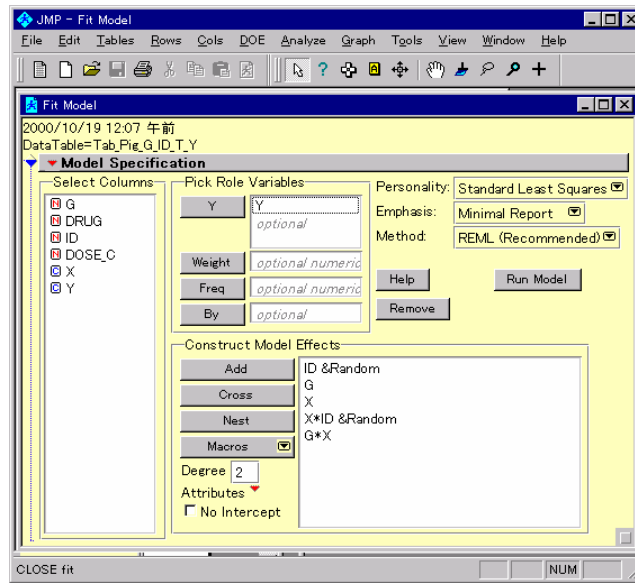 JMP - Fit Model
File Edit Tables Rows Cols DOE Analyze Graph Tools View Window Help
Fit Model
2000/10/19 12:07 午前
DataTable=Tab_Pig_G_ID_T_Y
Model Specification
Select Columns
N G
N DRUG
N ID
N DOSE_C
C X
C Y
Pick Role Variables
Y
Y
optional
Weight
optional numeric
Freq
optional numeric
By
optional
Personality: Standard Least Squares
Emphasis: Minimal Report
Method: REML (Recommended)
Help
Run Model
Remove
Construct Model Effects
Add
Cross
Nest
Macros
Degree 2
Attributes
No Intercept
ID &Random
G
X
X*ID &Random
G*X
CLOSE fit
NUM